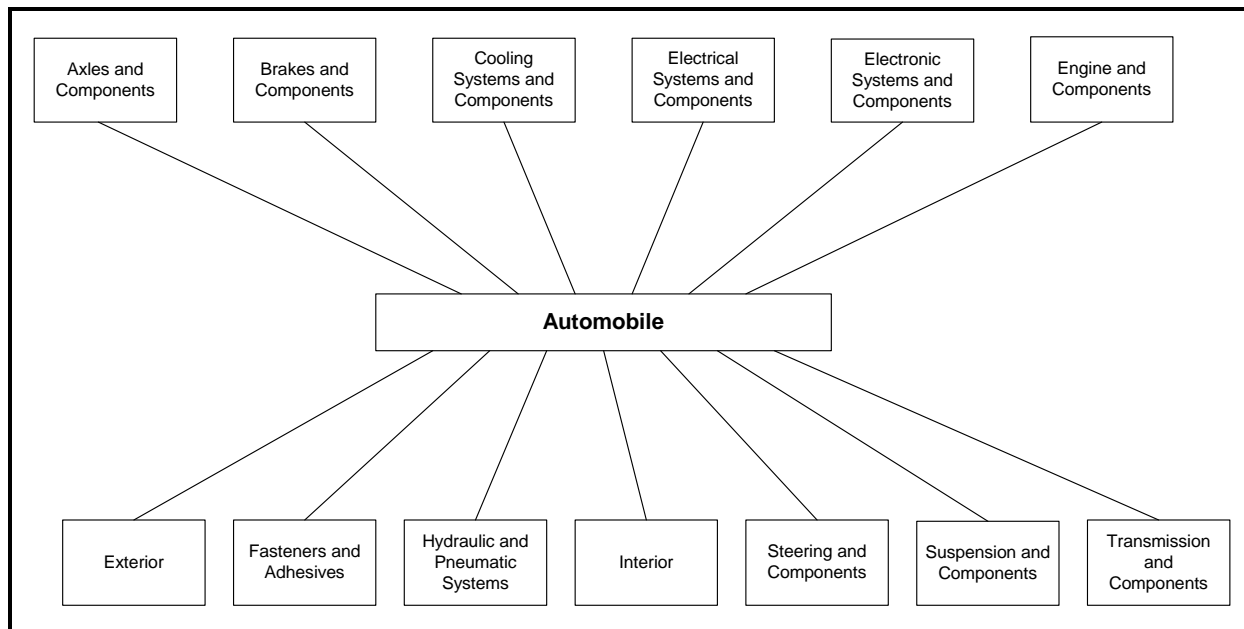 Axles and
Components
Brakes and
Components
Cooling
Systems and
Components
Electrical
Systems and
Components
Electronic
Systems and
Components
Engine and
Components
Automobile
Exterior
Fasteners and
Adhesives
Hydraulic and
Pneumatic
Systems
Interior
Steering and
Components
Suspension and
Components
Transmission
and
Components